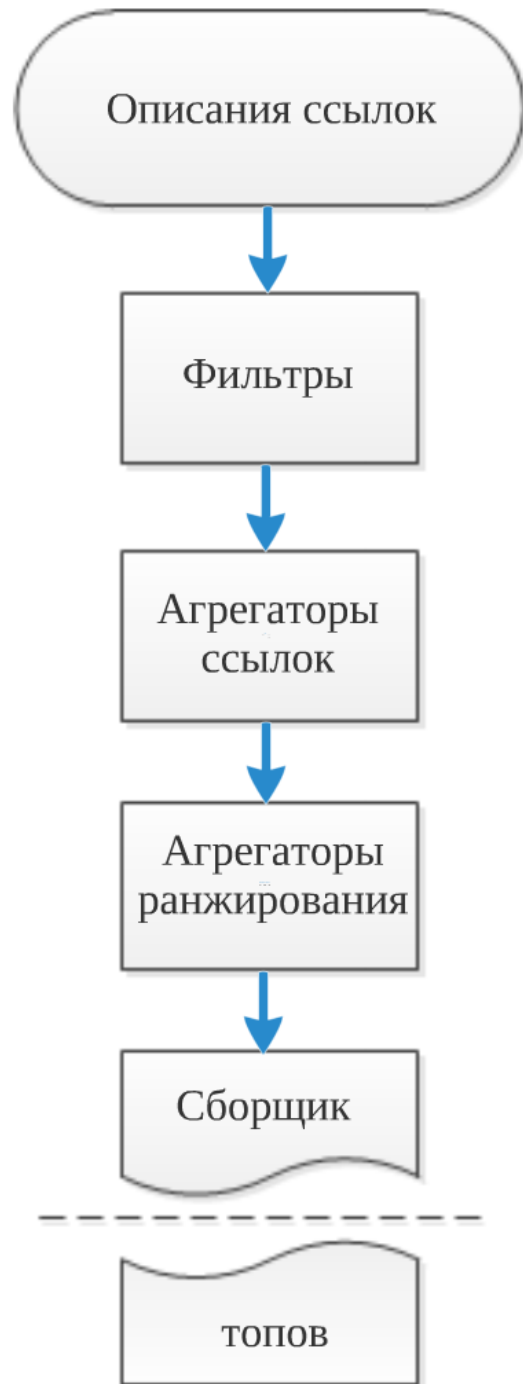 Описания ссылок
Фильтры
Агрегаторы
ссылок
Агрегаторы
ранжирования
Сборщик
топов